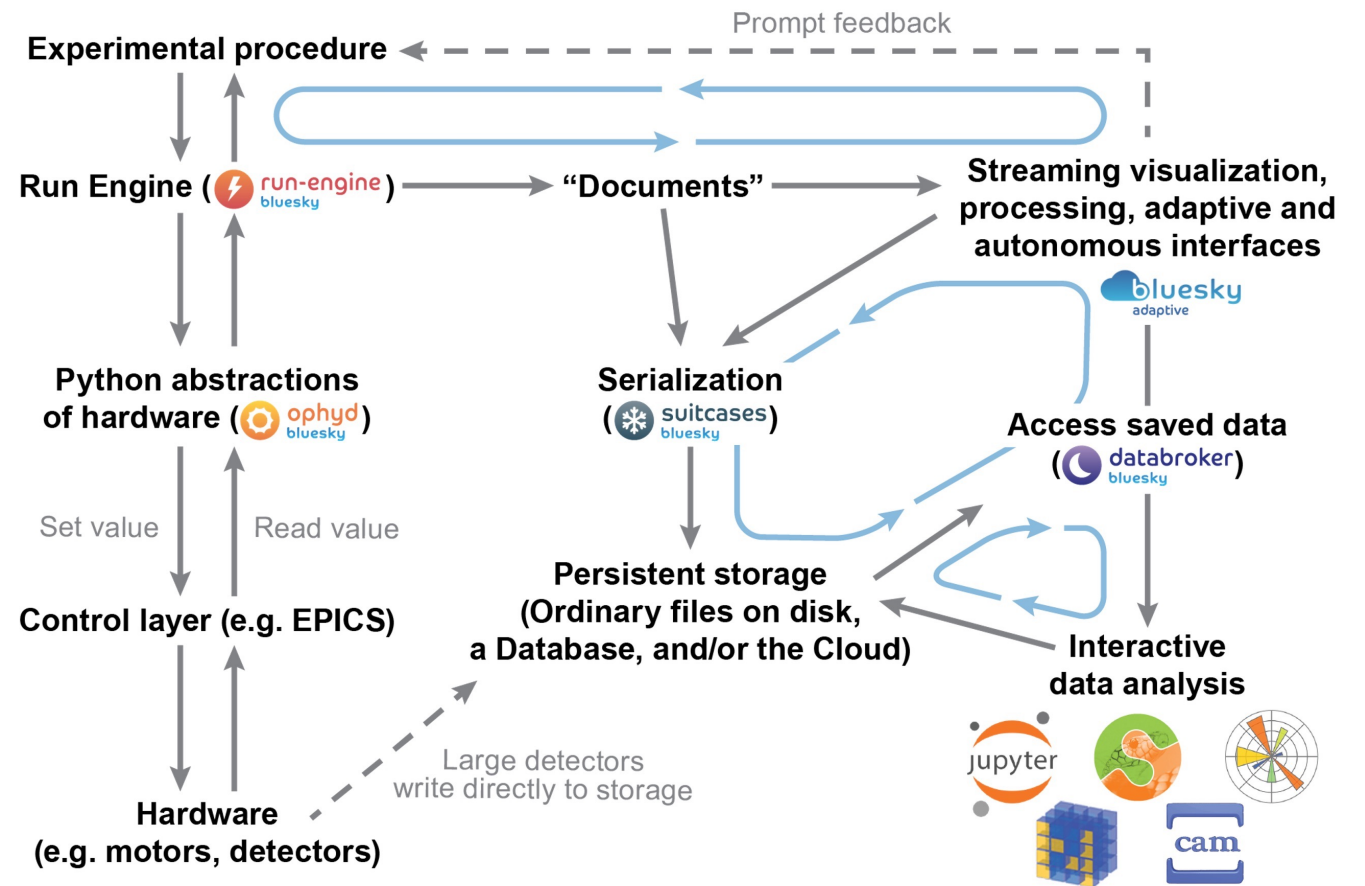 Prompt feedback
Experimental procedure
Run Engine ( run-engine )
bluesky
“Documents”
Streaming visualization,
processing, adaptive and
autonomous interfaces
bluesky
adaptive
Python abstractions
of hardware ( ophyd )
bluesky
Serialization
( suitcases )
bluesky
Access saved data
( databroker )
bluesky
Set value
Read value
Persistent storage
(Ordinary files on disk,
a Database, and/or the Cloud)
Control layer (e.g. EPICS)
Interactive
data analysis
Large detectors
write directly to storage
Hardware
(e.g. motors, detectors)
jupyter
cam